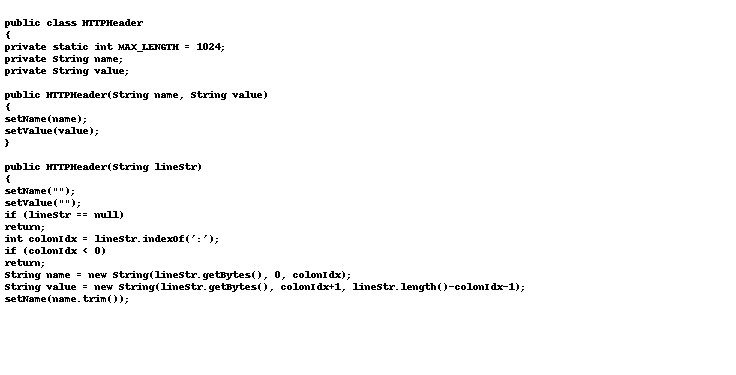 public class HTTPHeader
{
private static int MAX_LENGTH = 1024;
private String name;
private String value;
public HTTPHeader(String name, String value)
{
setName(name);
setValue(value);
}
public HTTPHeader(String lineStr)
{
setName("");
setValue("");
if (lineStr == null)
return;
int colonIdx = lineStr.indexOf(':');
if (colonIdx < 0)
return;
String name = new String(lineStr.getBytes(), 0, colonIdx);
String value = new String(lineStr.getBytes(), colonIdx+1, lineStr.length()-colonIdx-1);
setName(name.trim());